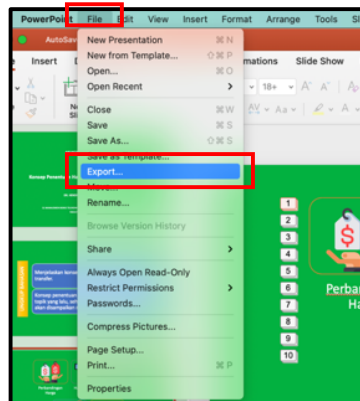 PowerPoint File Edit View Insert Format Arrange Tools
AutoSav
Insert
mations Slide Show
New Presentation ⌘ N
New from Template... ⇧⌘ P
Open... ⌘ O
Open Recent >
18+
Close ⌘ W
Save ⌘ S
Save As... ⇧⌘ S
Save as Template...
Export...
Move...
Rename...
Browse Version History
Share >
Always Open Read-Only
Restrict Permissions >
Passwords...
Compress Pictures...
Page Setup...
Print... ⌘ P
Properties
1
2
3
4
5
6
7
8
9
10
$
Perba
Ha